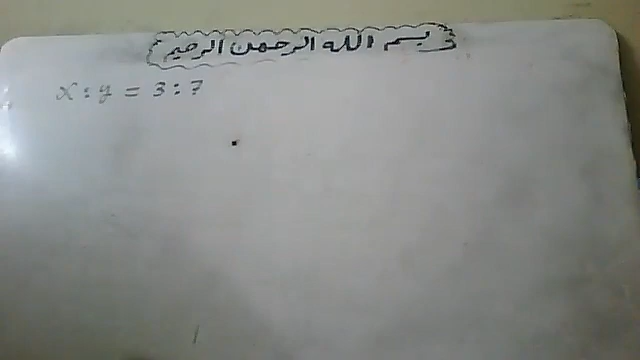 بسم الله الرحمن الرحيم
x : y = 3 : 7